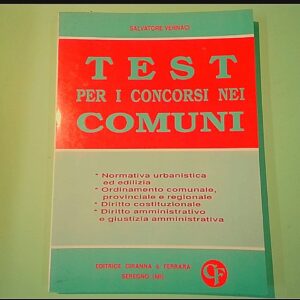 SALVATORE VERNACI
TEST
PER I CONCORSI NEI
COMUNI
- Normativa urbanistica
ed edilizia
- Ordinamento comunale,
provinciale e regionale
- Diritto costituzionale
- Diritto amministrativo
e giustizia amministrativa
EDITRICE CIRANNA & FERRARA
SEREGNO (MI)
CF